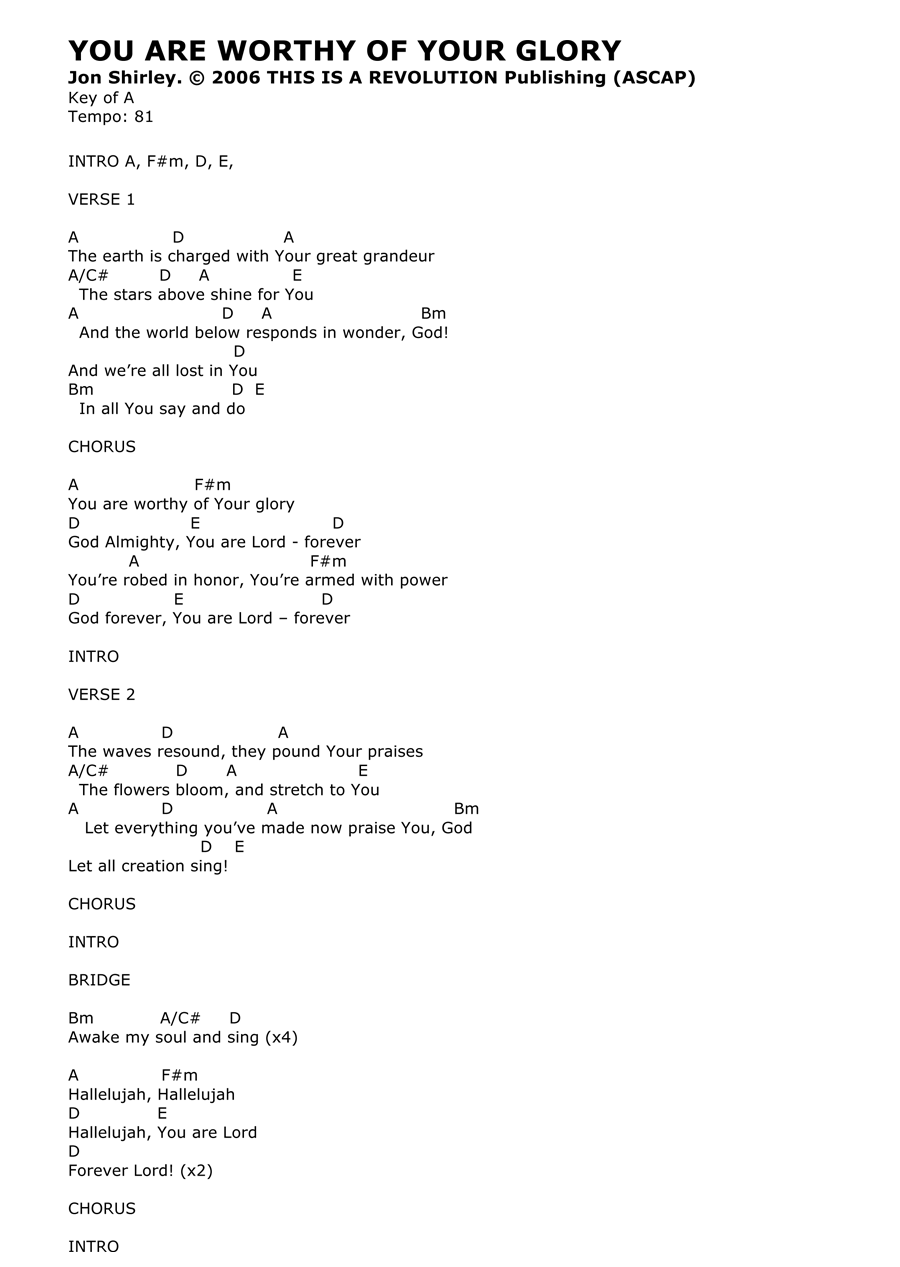 YOU ARE WORTHY OF YOUR GLORY
Jon Shirley. © 2006 THIS IS A REVOLUTION Publishing (ASCAP)
Key of A
Tempo: 81
INTRO A, F#m, D, E,
VERSE 1
A D A
The earth is charged with Your great grandeur
A/C# D A E
The stars above shine for You
A D A Bm
And the world below responds in wonder, God!
D
And we’re all lost in You
Bm D E
In all You say and do
CHORUS
A F#m
You are worthy of Your glory
D E D
God Almighty, You are Lord - forever
A F#m
You’re robed in honor, You’re armed with power
D E D
God forever, You are Lord – forever
INTRO
VERSE 2
A D A
The waves resound, they pound Your praises
A/C# D A E
The flowers bloom, and stretch to You
A D A Bm
Let everything you’ve made now praise You, God
D E
Let all creation sing!
CHORUS
INTRO
BRIDGE
Bm A/C# D
Awake my soul and sing (x4)
A F#m
Hallelujah, Hallelujah
D E
Hallelujah, You are Lord
D
Forever Lord! (x2)
CHORUS
INTRO